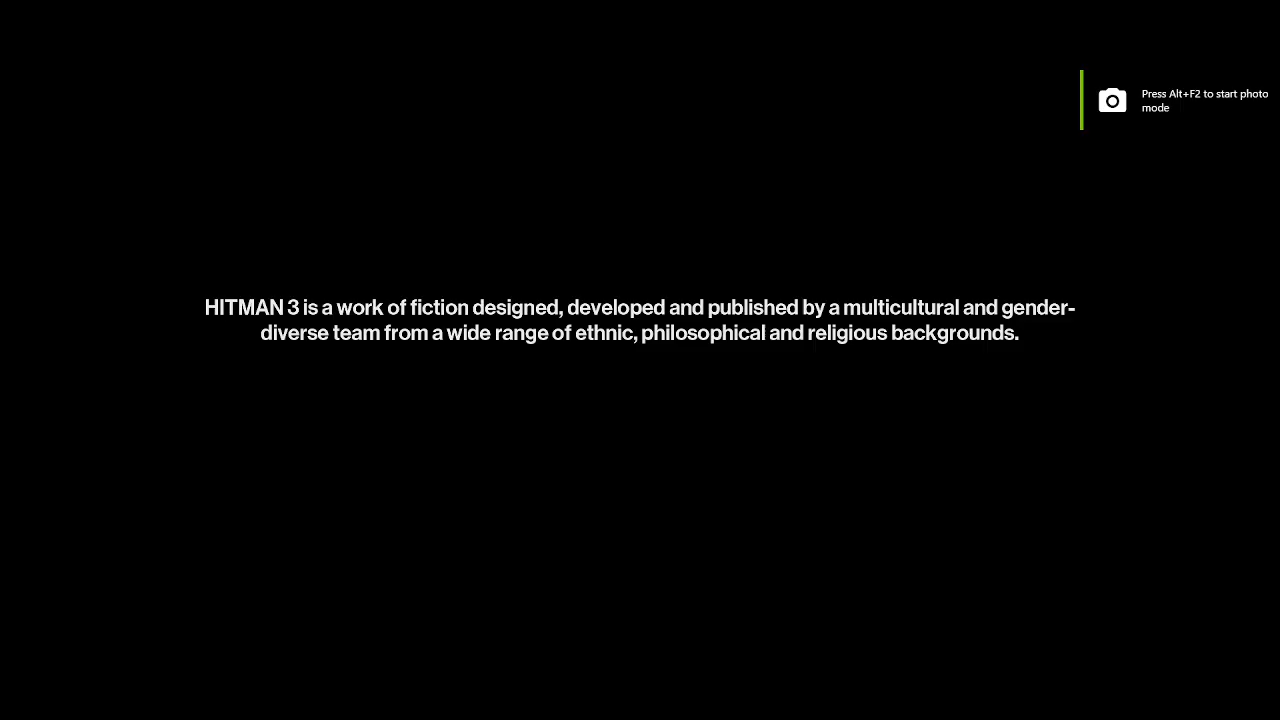 Press Alt+F2 to start photo
mode
HITMAN 3 is a work of fiction designed, developed and published by a multicultural and gender-
diverse team from a wide range of ethnic, philosophical and religious backgrounds.